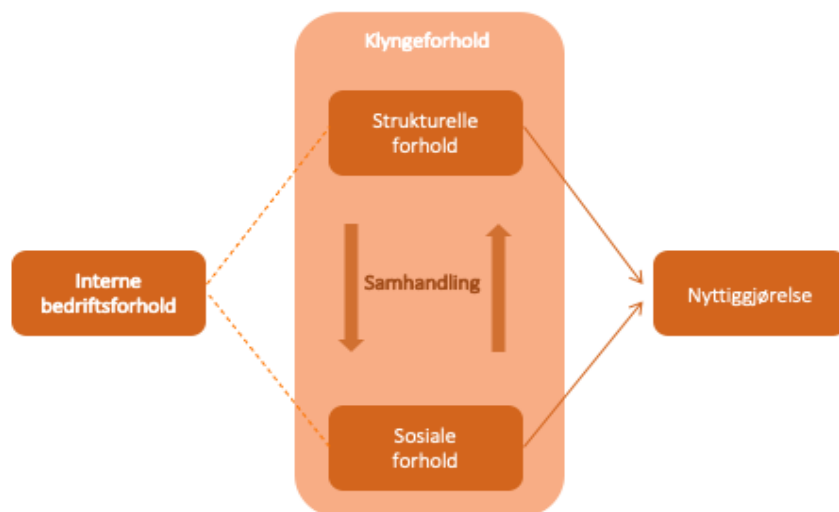 Klyngeforhold
Strukturelle
forhold
Interne
bedriftsforhold
Samhandling
Nyttiggjørelse
Sosiale
forhold